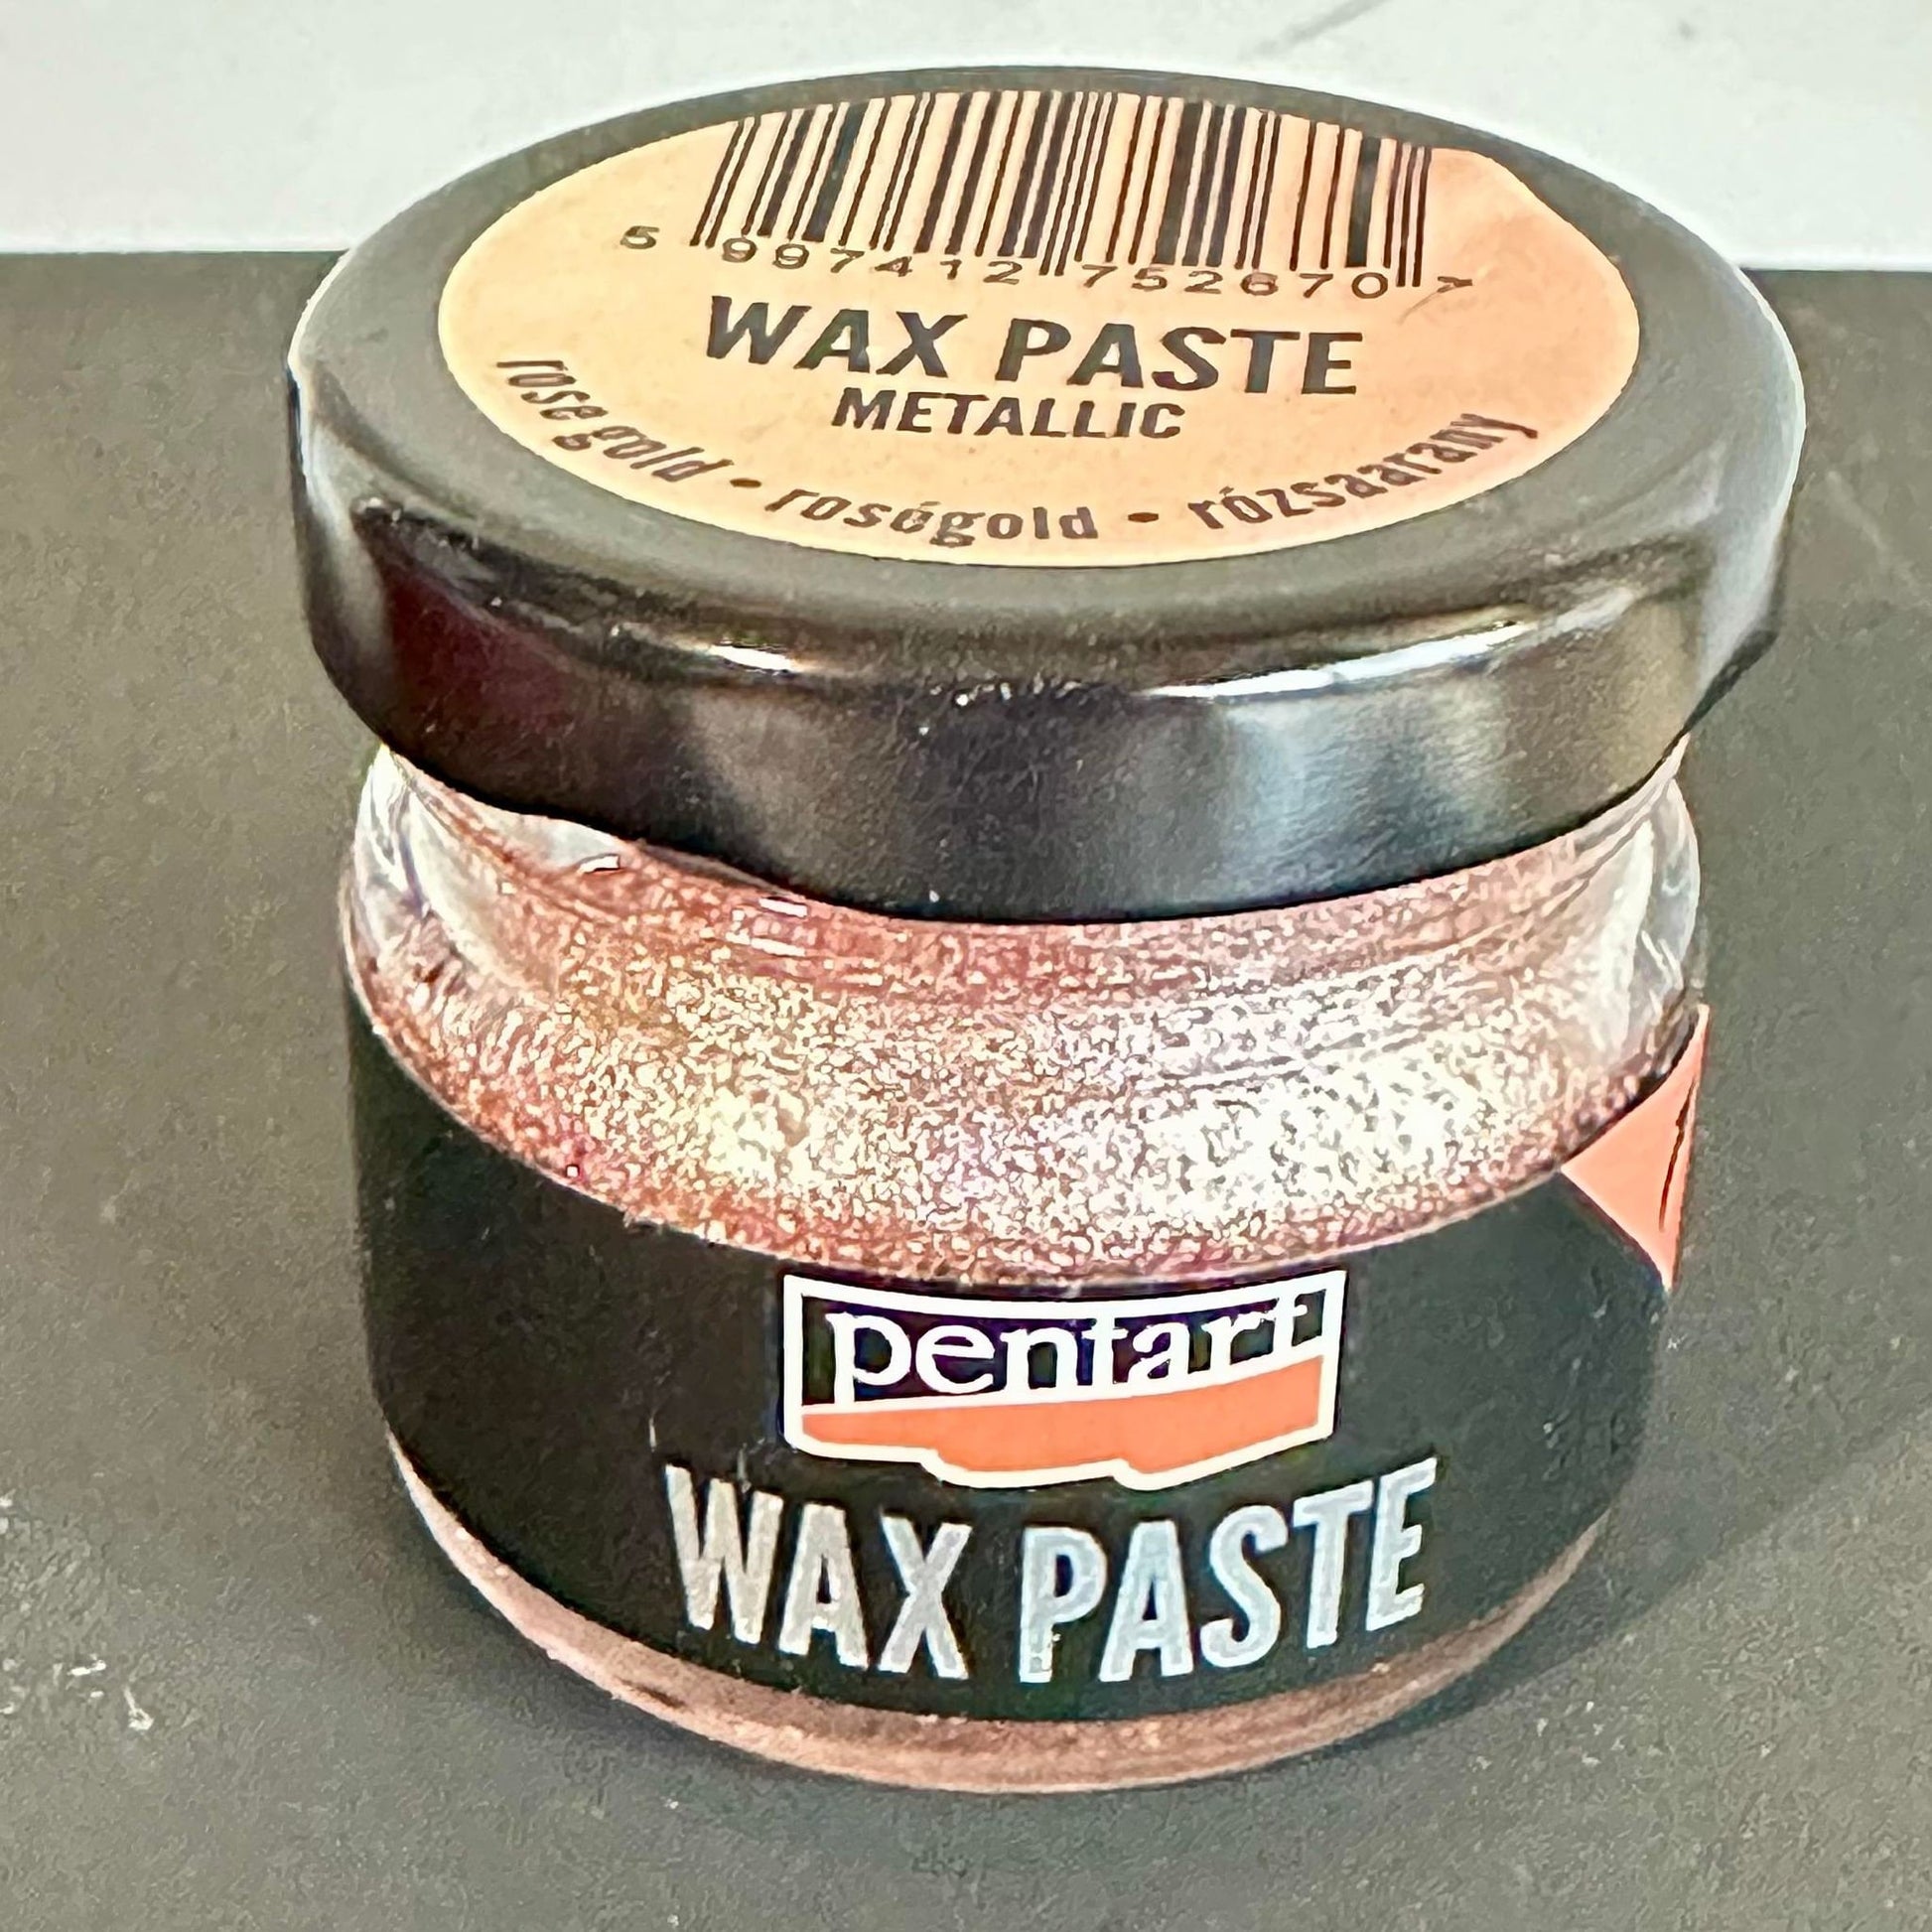 5 997412 752670 >
WAX PASTE
METALLIC
rose gold • roségold • rózsaarany
pentart
WAX PASTE